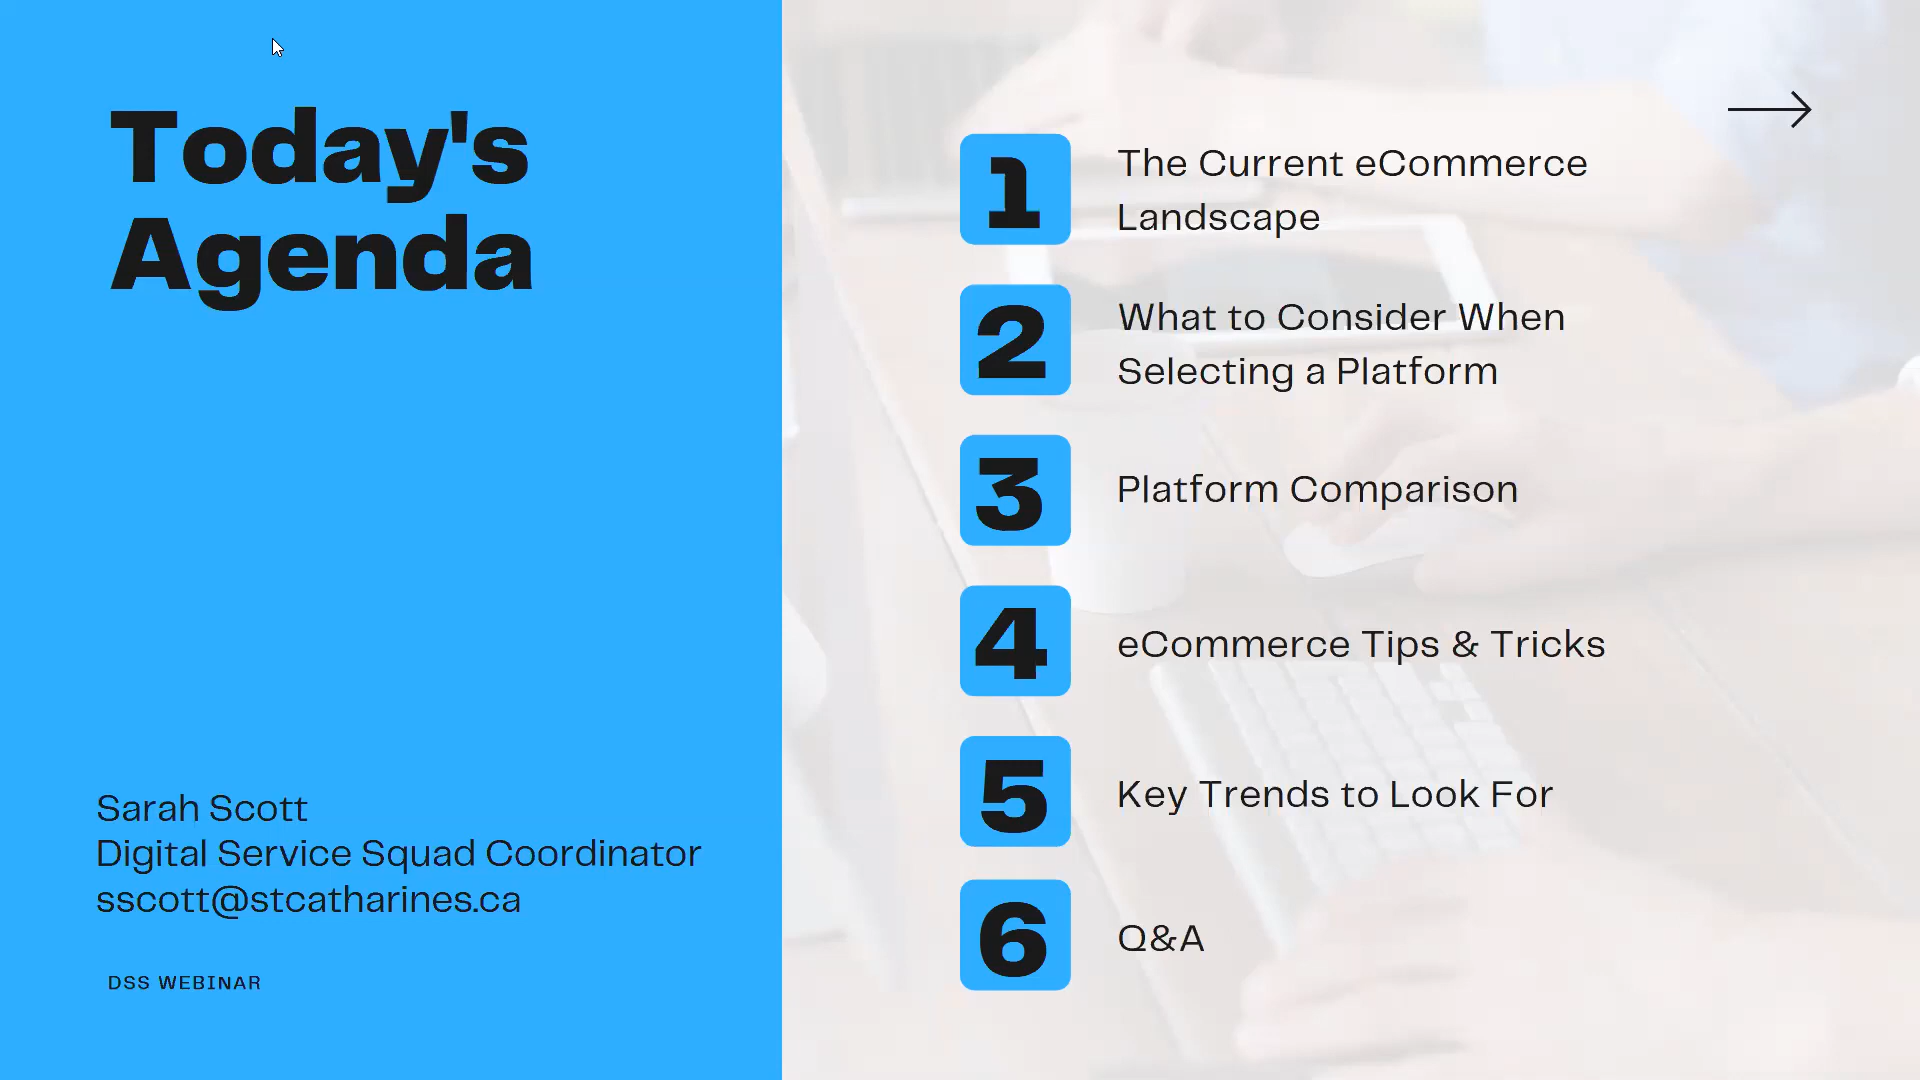 Today's
Agenda
Sarah Scott
Digital Service Squad Coordinator
sscott@stcatharines.ca
DSS WEBINAR
1
The Current eCommerce
Landscape
2
What to Consider When
Selecting a Platform
3
Platform Comparison
4
eCommerce Tips & Tricks
5
Key Trends to Look For
6
Q&A